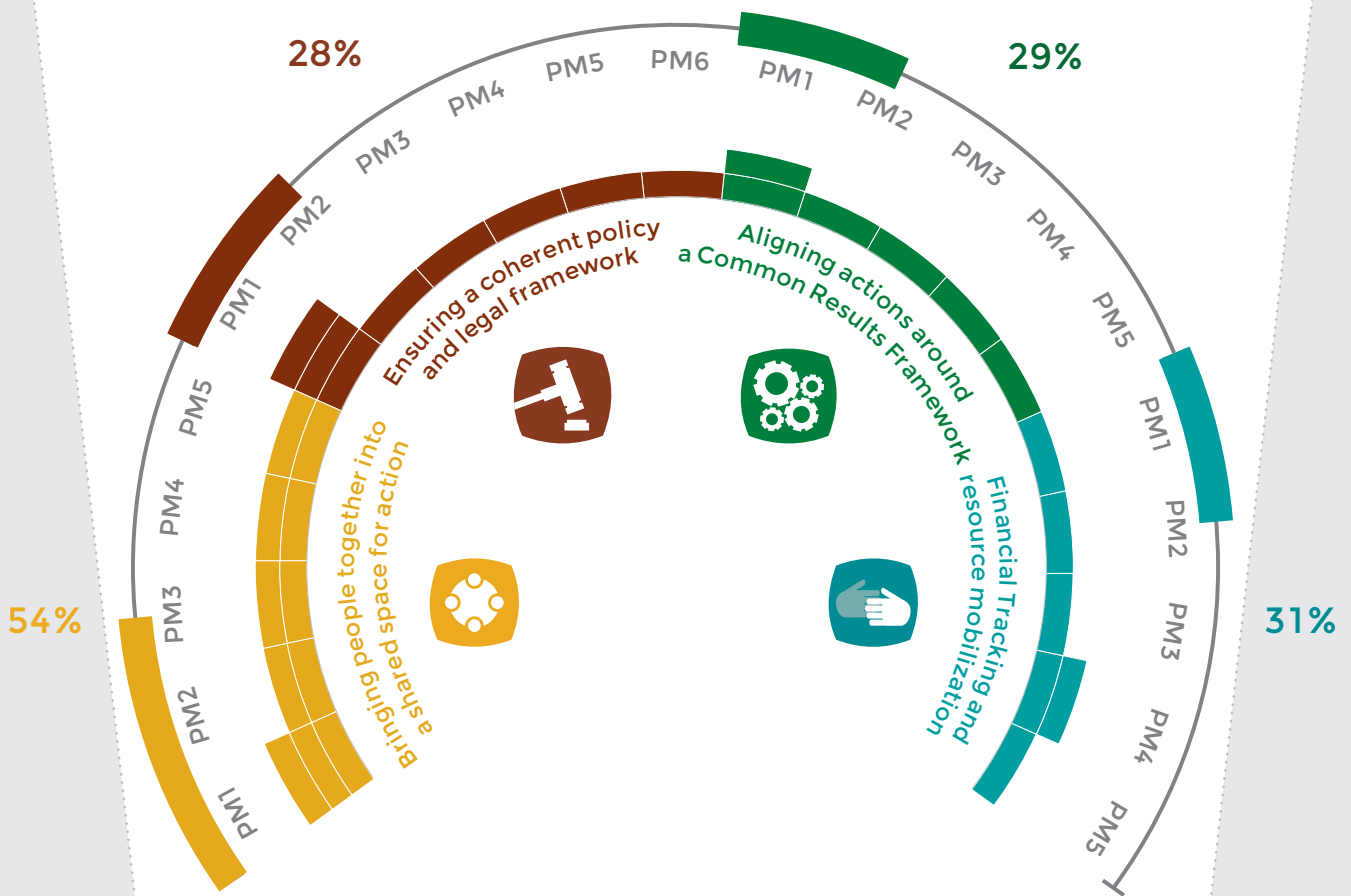 28%
29%
54%
31%
PM1
PM2
PM3
PM4
PM5
PM1
PM2
PM3
PM4
PM5
PM6
PM1
PM2
PM3
PM4
PM5
PM1
PM2
PM3
PM4
PM5
Bringing people together into
a shared space for action
Ensuring a coherent policy
and legal framework
Aligning actions around
a Common Results Framework
Financial Tracking and
resource mobilization